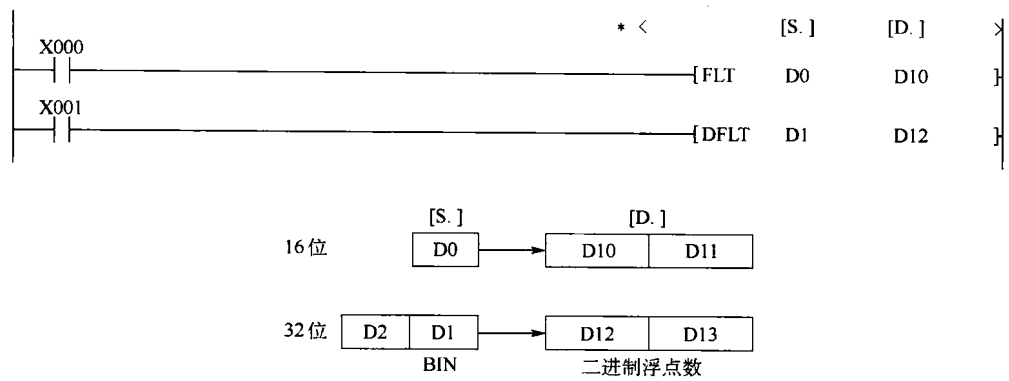 * < [S. ] [D. ] >
X000
[ FLT D0 D10 ]
X001
[ DFLT D1 D12 ]
[S. ] [D. ]
16位 D0 D10 D11
32位 D2 D1 D12 D13
BIN 二进制浮点数